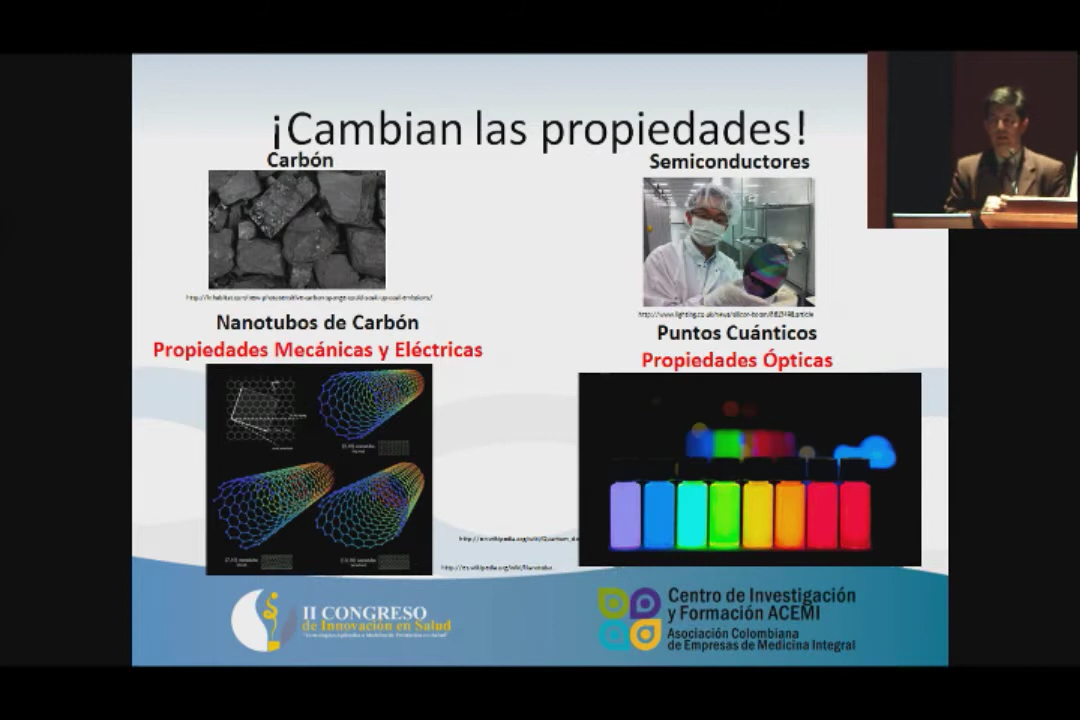 ¡Cambian las propiedades!
Carbón
Semiconductores
Nanotubos de Carbón
Propiedades Mecánicas y Eléctricas
Puntos Cuánticos
Propiedades Ópticas
II CONGRESO
de Innovación en Salud
Centro de Investigación
y Formación ACEMI
Asociación Colombiana
de Empresas de Medicina Integral